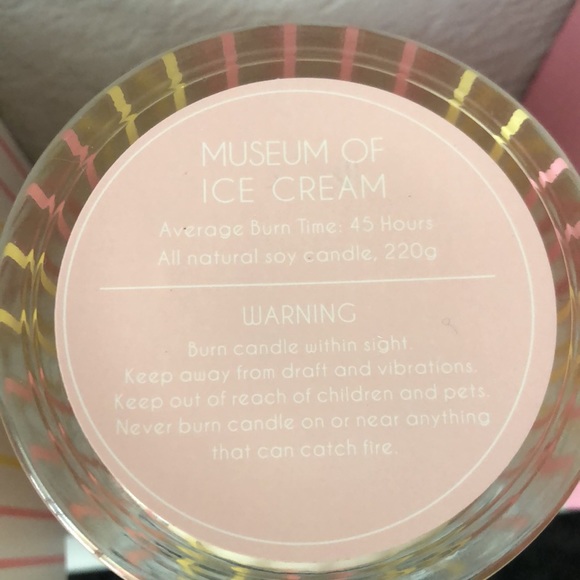 MUSEUM OF
ICE CREAM
Average Burn Time: 45 Hours
All natural soy candle, 220g
WARNING
Burn candle within sight.
Keep away from draft and vibrations.
Keep out of reach of children and pets.
Never burn candle on or near anything
that can catch fire.